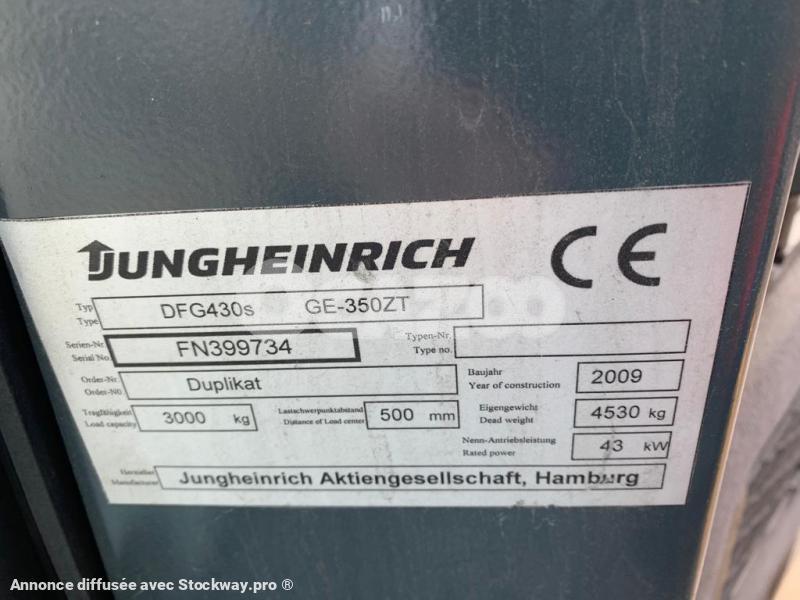 JUNGHEINRICH CE
Typ DFG430s GE-350ZT
Type
Serien-Nr. FN399734 Typen-Nr.
Serial No. Type no.
Order-Nr. Duplikat Baujahr 2009
Order-N0. Year of construction
Tragfähigkeit 3000 kg Lastschwerpunktabstand 500 mm Eigengewicht 4530 kg
Load capacity Distance of Load center Dead weight
Nenn-Antriebsleistung 43 kW
Rated power
Hersteller Jungheinrich Aktiengesellschaft, Hamburg
Manufacturer
Annonce diffusée avec Stockway.pro ®